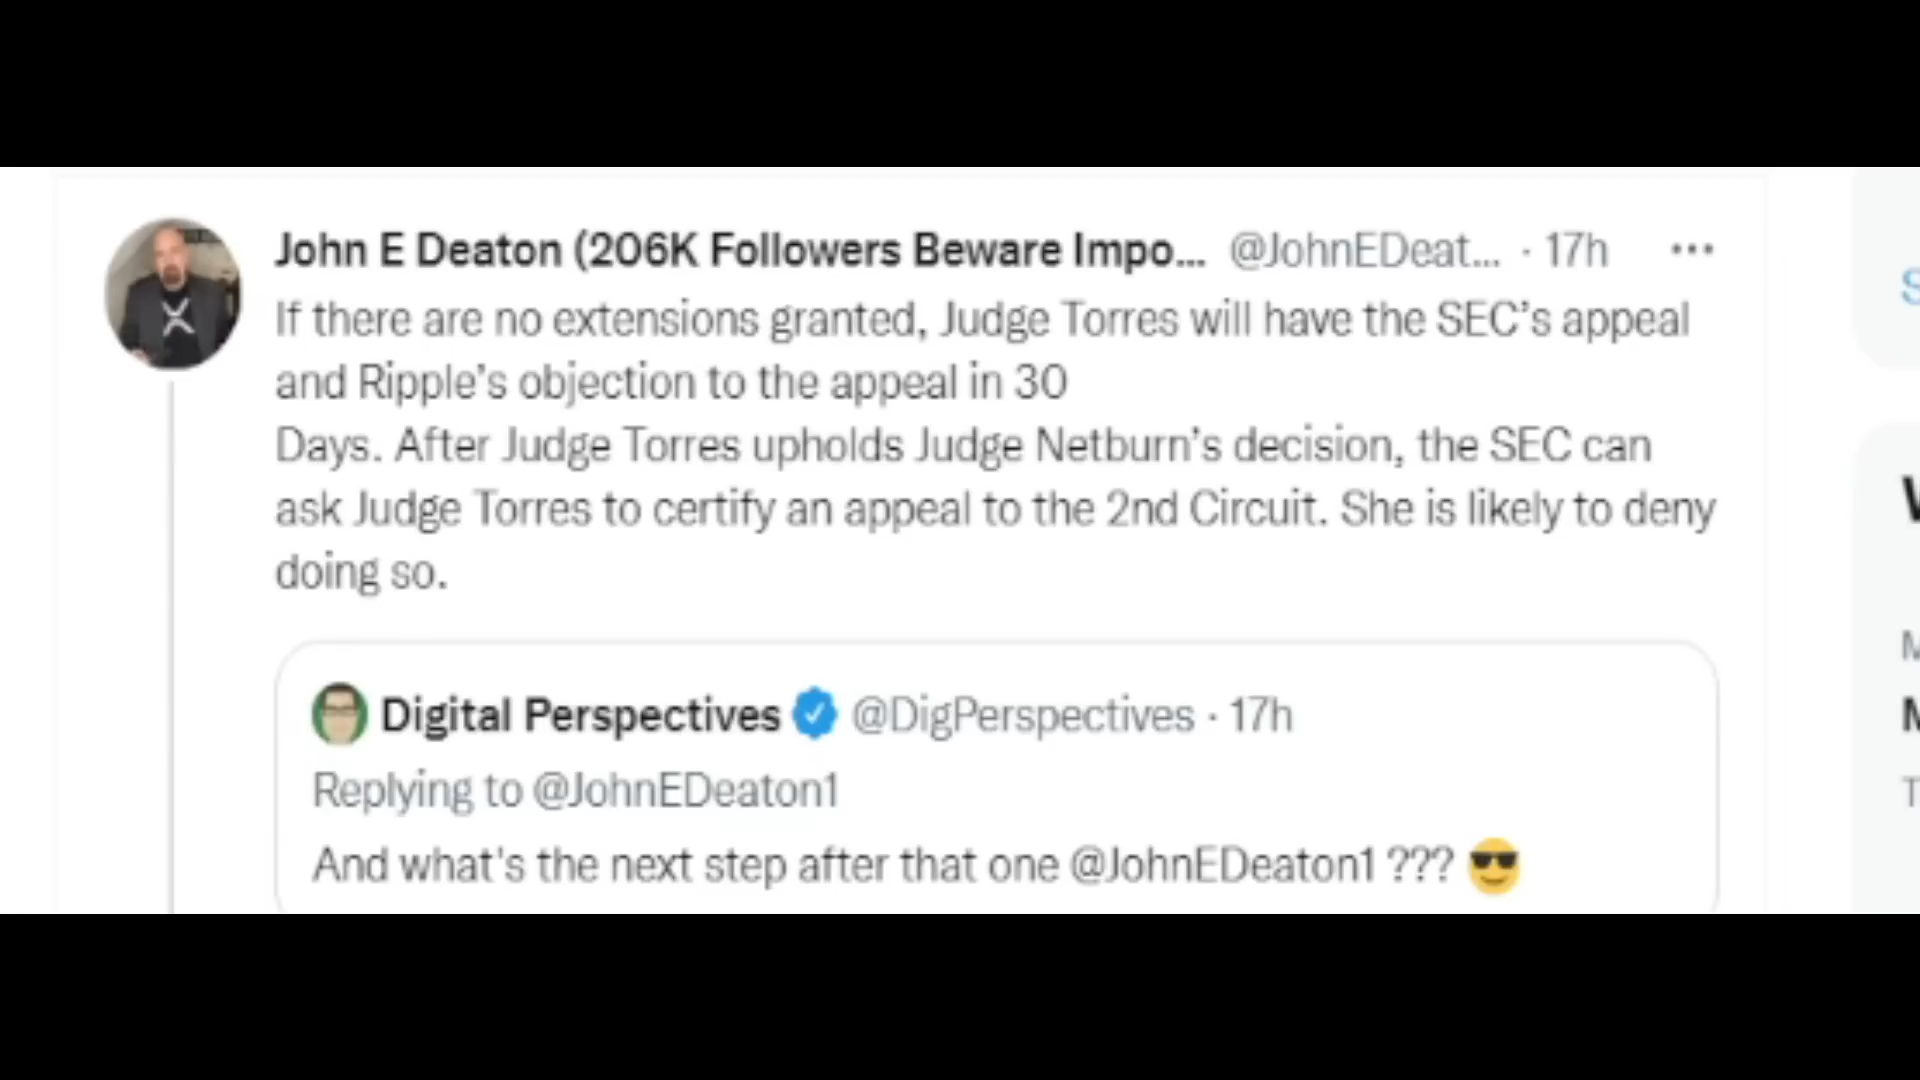 John E Deaton (206K Followers Beware Impo... @JohnEDeat... · 17h ...
If there are no extensions granted, Judge Torres will have the SEC's appeal
and Ripple's objection to the appeal in 30
Days. After Judge Torres upholds Judge Netburn's decision, the SEC can
ask Judge Torres to certify an appeal to the 2nd Circuit. She is likely to deny
doing so.
Digital Perspectives @DigPerspectives · 17h
Replying to @JohnEDeaton1
And what's the next step after that one @JohnEDeaton1 ??? 😎